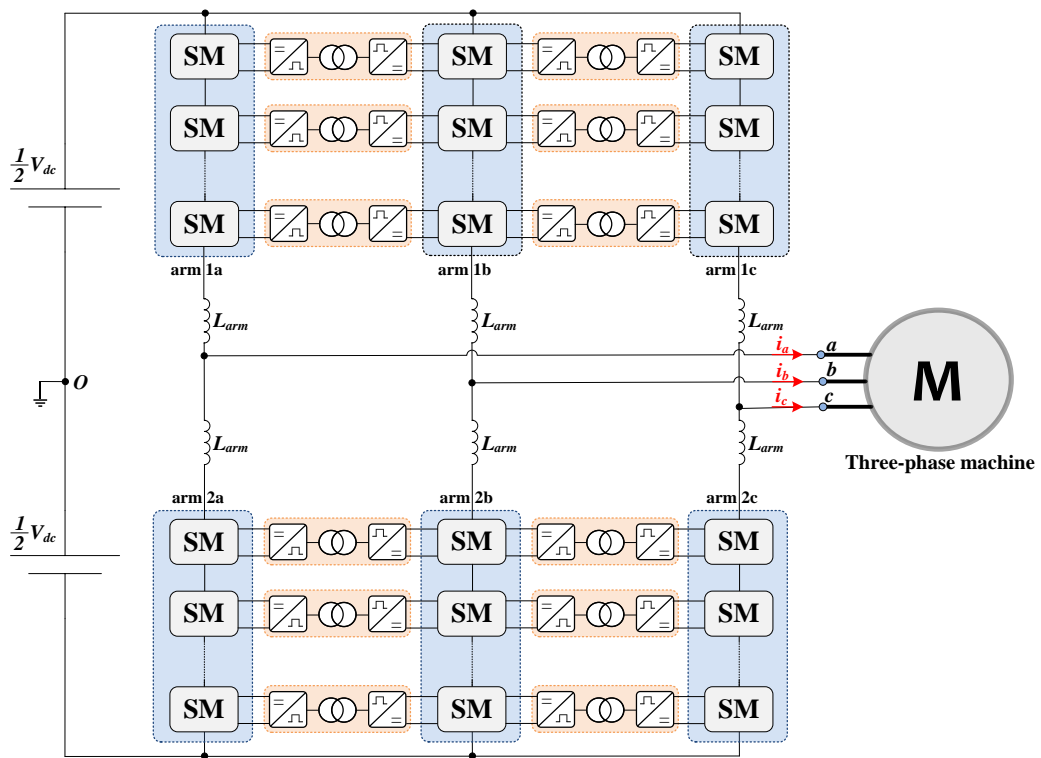 SM SM SM
SM SM SM
½ V_dc
SM SM SM
arm 1a arm 1b arm 1c
L_arm L_arm L_arm
i_a a
O i_b b M
i_c c
L_arm L_arm L_arm
Three-phase machine
arm 2a arm 2b arm 2c
½ V_dc
SM SM SM
SM SM SM
SM SM SM